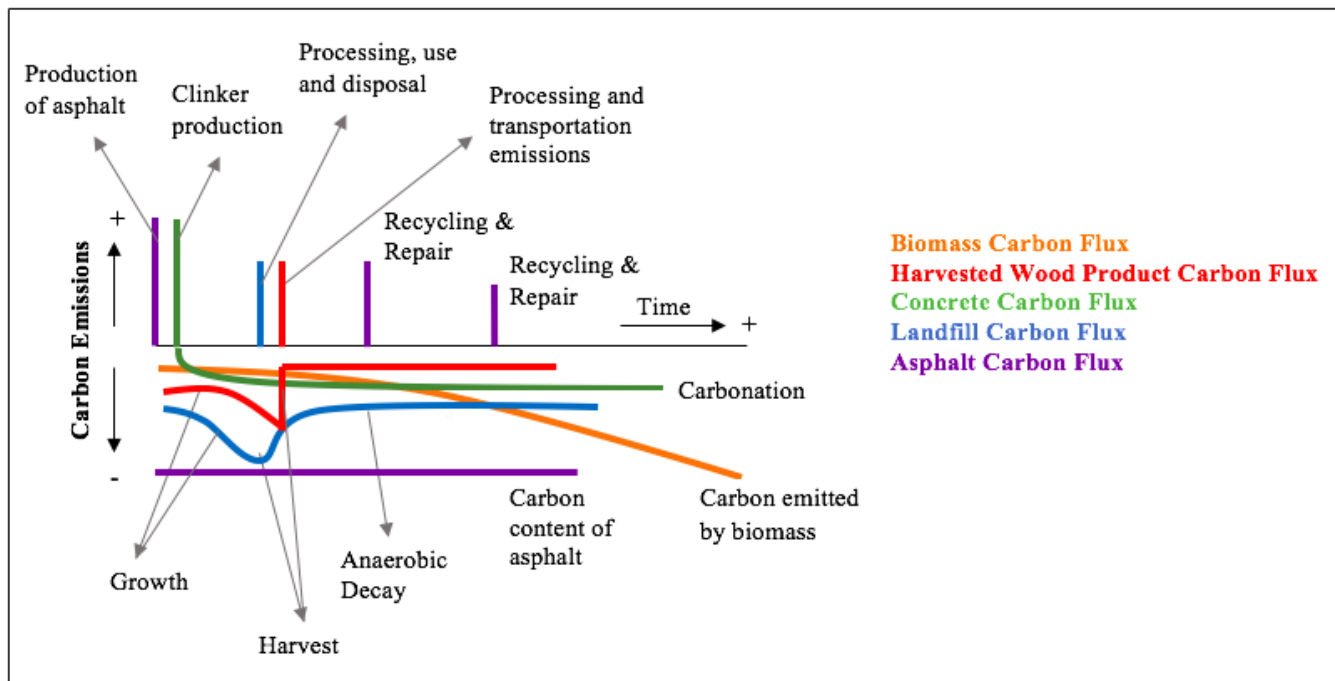 Production
of asphalt
Clinker
production
Processing, use
and disposal
Processing and
transportation
emissions
Recycling &
Repair
Recycling &
Repair
Time
+
+
Carbon Emissions
-
Carbonation
Carbon
content of
asphalt
Carbon emitted
by biomass
Anaerobic
Decay
Growth
Harvest
Biomass Carbon Flux
Harvested Wood Product Carbon Flux
Concrete Carbon Flux
Landfill Carbon Flux
Asphalt Carbon Flux